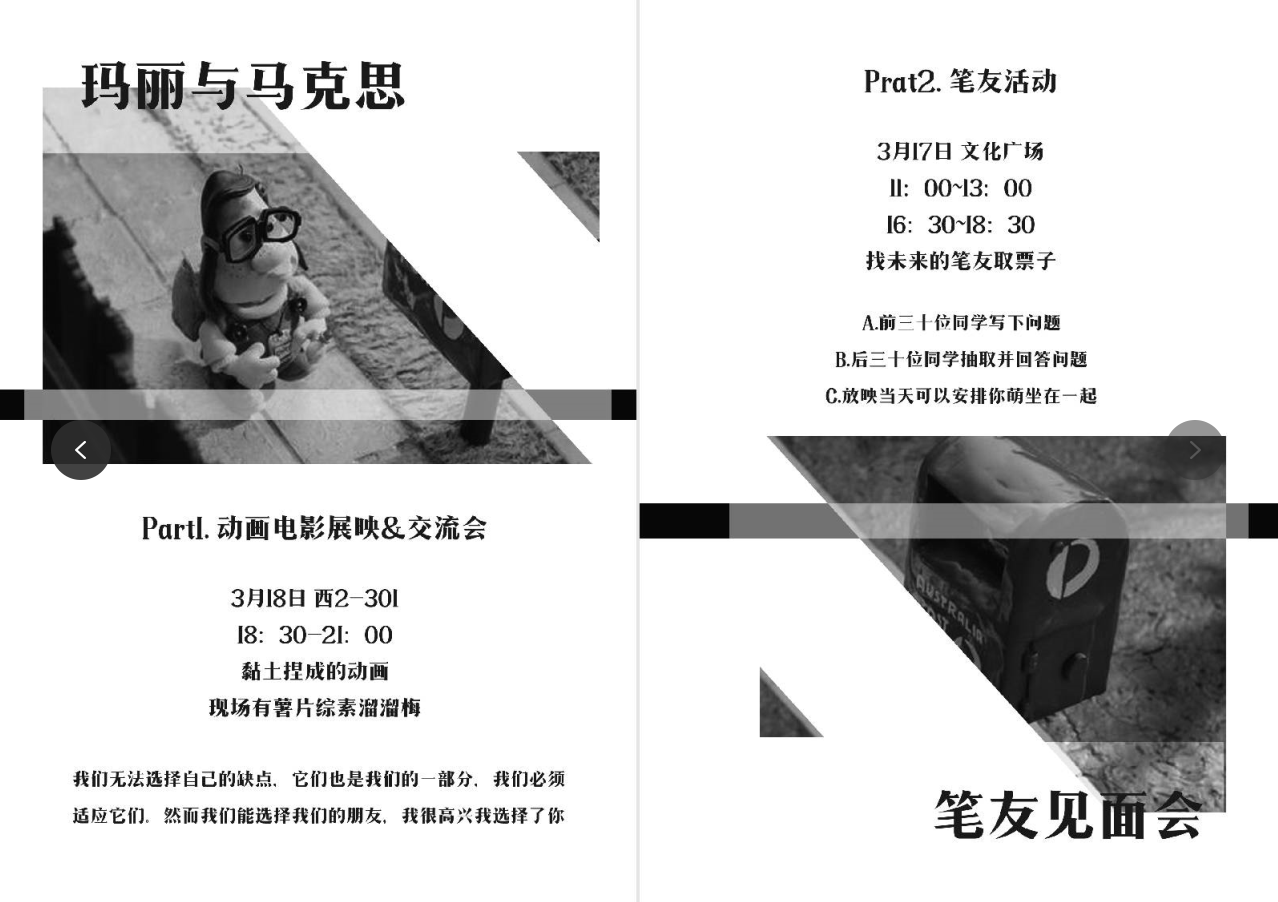 玛丽与马克思
Part1. 动画电影展映&交流会
3月18日 西2-301
18：30-21：00
黏土捏成的动画
现场有薯片综素溜溜梅
我们无法选择自己的缺点，它们也是我们的一部分，我们必须
适应它们。然而我们能选择我们的朋友，我很高兴我选择了你
Prat2. 笔友活动
3月17日 文化广场
11：00~13：00
16：30~18：30
找未来的笔友取票子
A.前三十位同学写下问题
B.后三十位同学抽取并回答问题
C.放映当天可以安排你萌坐在一起
AUSTRALIA
POST
笔友见面会